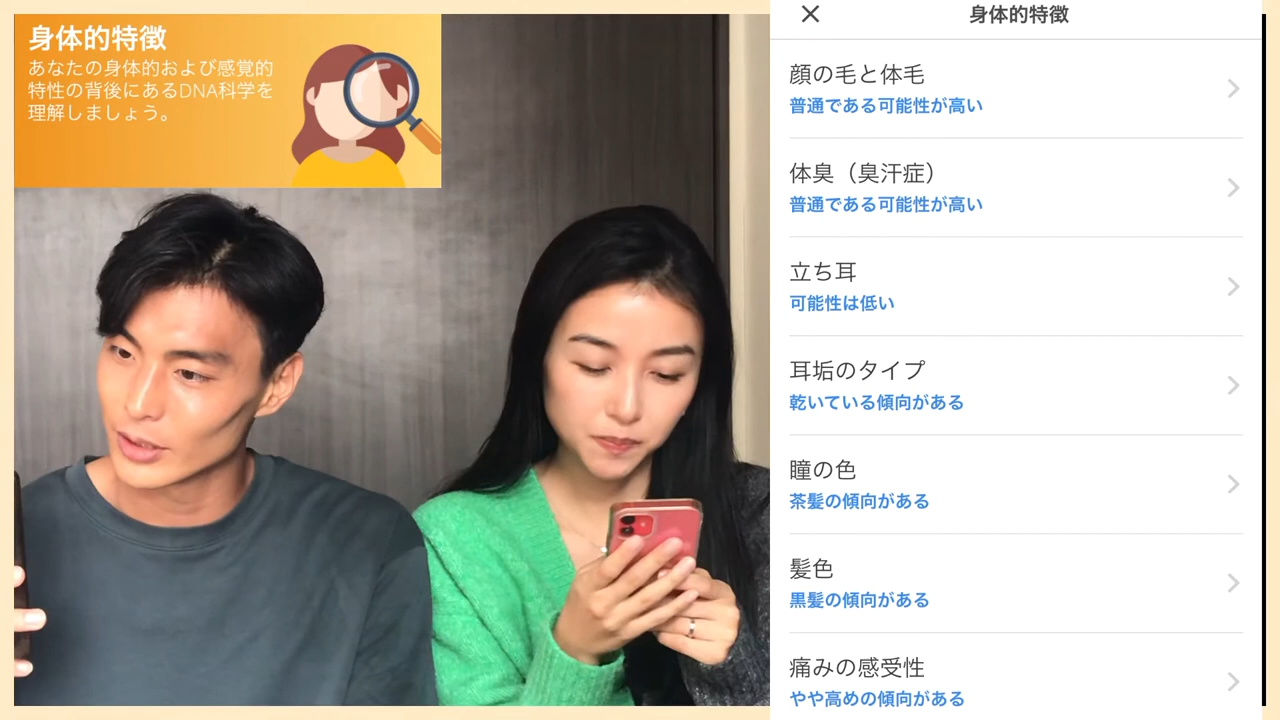 身体的特徴
あなたの身体的および感覚的
特性の背後にあるDNA科学を
理解しましょう。
身体的特徴
顔の毛と体毛
普通である可能性が高い
体臭（臭汗症）
普通である可能性が高い
立ち耳
可能性は低い
耳垢のタイプ
乾いている傾向がある
瞳の色
茶髪の傾向がある
髪色
黒髪の傾向がある
痛みの感受性
やや高めの傾向がある